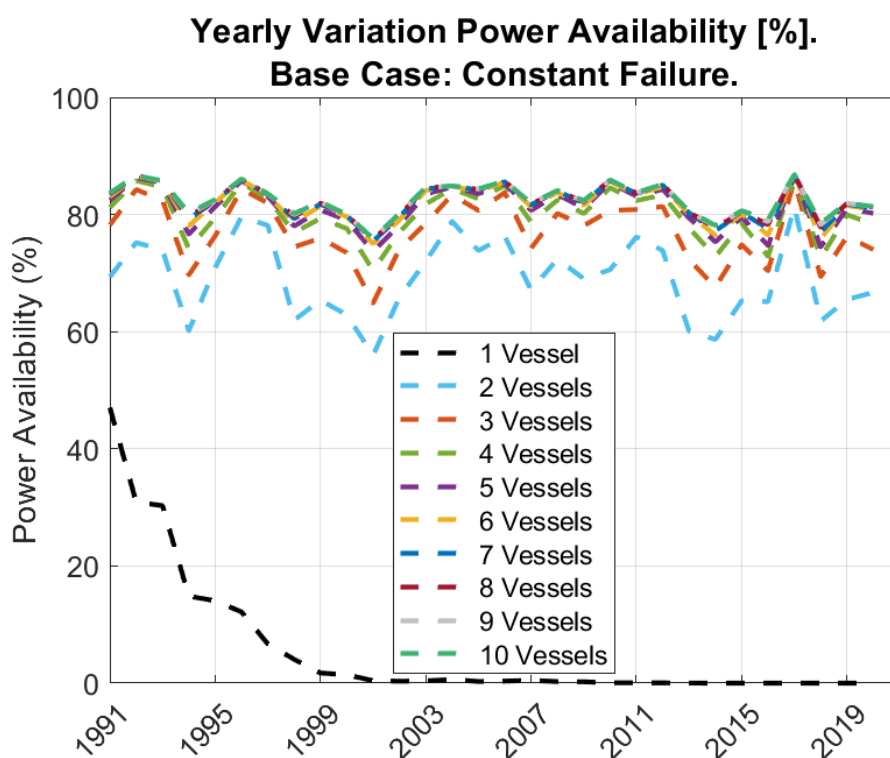 Yearly Variation Power Availability [%].
Base Case: Constant Failure.
Power Availability (%)
100
80
60
40
20
0
1 Vessel
2 Vessels
3 Vessels
4 Vessels
5 Vessels
6 Vessels
7 Vessels
8 Vessels
9 Vessels
10 Vessels
1991
1995
1999
2003
2007
2011
2015
2019